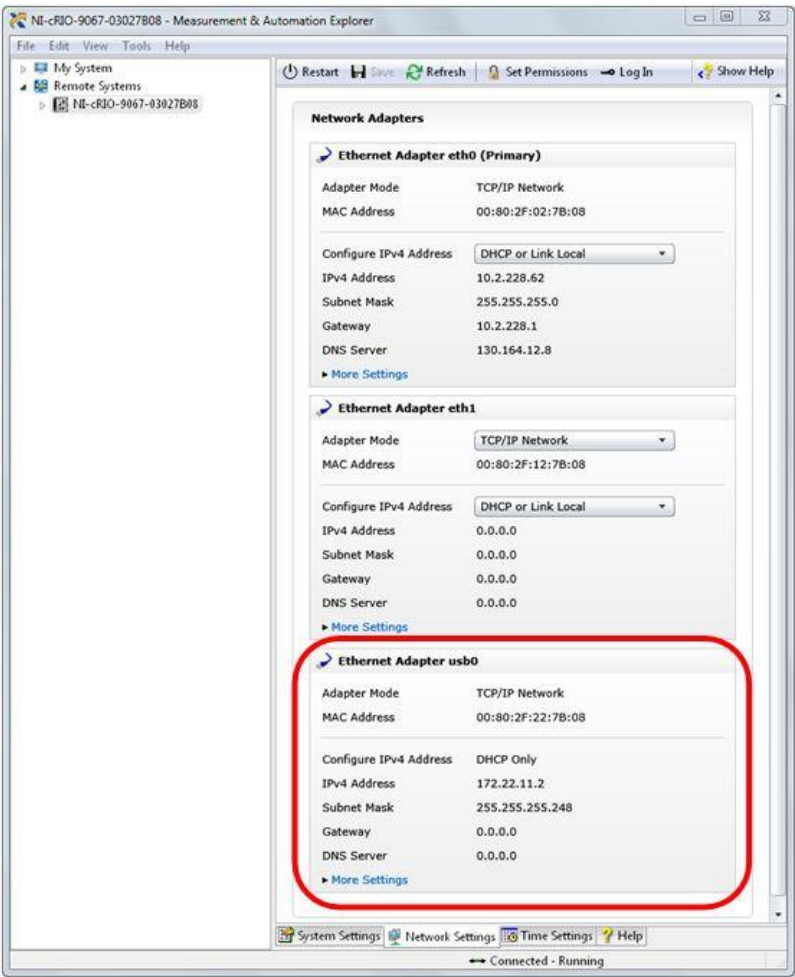 NI-cRIO-9067-03027B08 - Measurement & Automation Explorer
File Edit View Tools Help
My System
Remote Systems
NI-cRIO-9067-03027B08
Restart Save Refresh Set Permissions Log In Show Help
Network Adapters
Ethernet Adapter eth0 (Primary)
Adapter Mode TCP/IP Network
MAC Address 00:80:2F:02:7B:08
Configure IPv4 Address DHCP or Link Local
IPv4 Address 10.2.228.62
Subnet Mask 255.255.255.0
Gateway 10.2.228.1
DNS Server 130.164.12.8
More Settings
Ethernet Adapter eth1
Adapter Mode TCP/IP Network
MAC Address 00:80:2F:12:7B:08
Configure IPv4 Address DHCP or Link Local
IPv4 Address 0.0.0.0
Subnet Mask 0.0.0.0
Gateway 0.0.0.0
DNS Server 0.0.0.0
More Settings
Ethernet Adapter usb0
Adapter Mode TCP/IP Network
MAC Address 00:80:2F:22:7B:08
Configure IPv4 Address DHCP Only
IPv4 Address 172.22.11.2
Subnet Mask 255.255.255.248
Gateway 0.0.0.0
DNS Server 0.0.0.0
More Settings
System Settings Network Settings Time Settings Help
Connected - Running